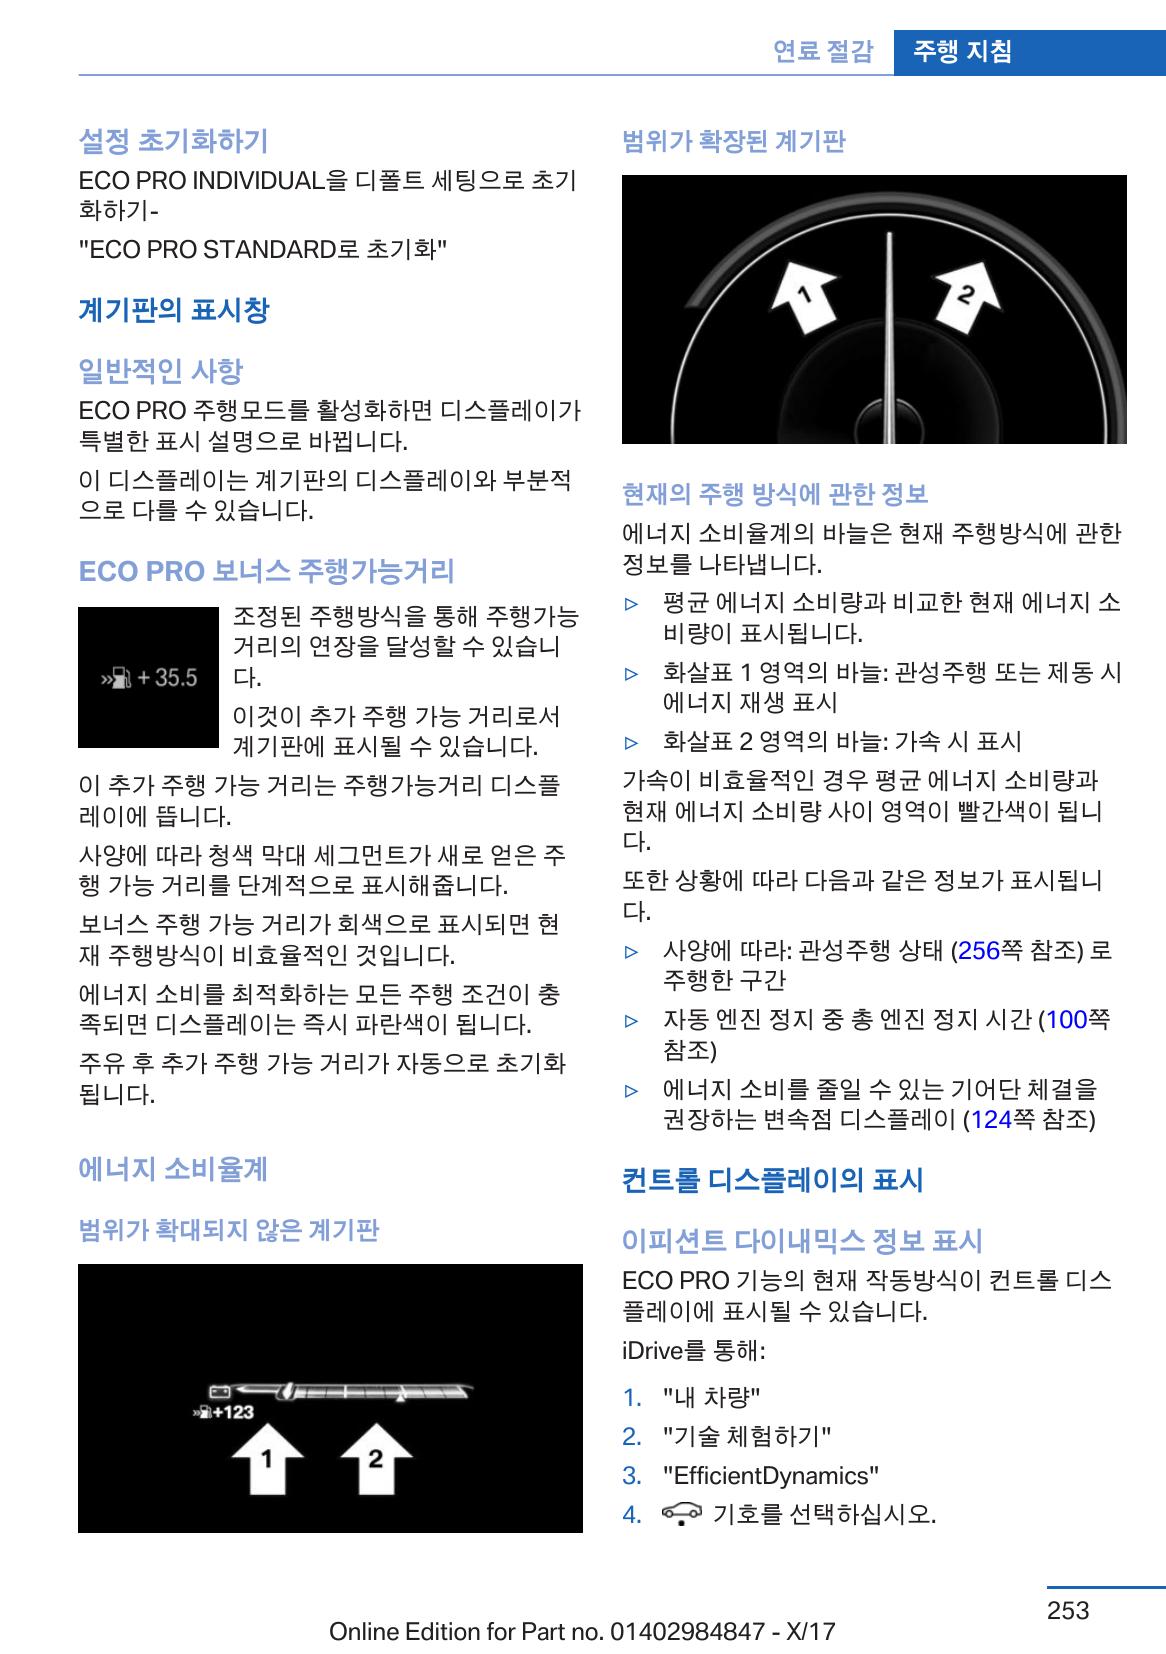 연료 절감
주행 지침
설정 초기화하기
ECO PRO INDIVIDUAL을 디폴트 세팅으로 초기
화하기-
"ECO PRO STANDARD로 초기화"
계기판의 표시창
일반적인 사항
ECO PRO 주행모드를 활성화하면 디스플레이가
특별한 표시 설명으로 바뀝니다.
이 디스플레이는 계기판의 디스플레이와 부분적
으로 다를 수 있습니다.
ECO PRO 보너스 주행가능거리
» + 35.5
조정된 주행방식을 통해 주행가능
거리의 연장을 달성할 수 있습니
다.
이것이 추가 주행 가능 거리로서
계기판에 표시될 수 있습니다.
이 추가 주행 가능 거리는 주행가능거리 디스플
레이에 뜹니다.
사양에 따라 청색 막대 세그먼트가 새로 얻은 주
행 가능 거리를 단계적으로 표시해줍니다.
보너스 주행 가능 거리가 회색으로 표시되면 현
재 주행방식이 비효율적인 것입니다.
에너지 소비를 최적화하는 모든 주행 조건이 충
족되면 디스플레이는 즉시 파란색이 됩니다.
주유 후 추가 주행 가능 거리가 자동으로 초기화
됩니다.
에너지 소비율계
범위가 확대되지 않은 계기판
»+123
1 2
범위가 확장된 계기판
1 2
현재의 주행 방식에 관한 정보
에너지 소비율계의 바늘은 현재 주행방식에 관한
정보를 나타냅니다.
▷ 평균 에너지 소비량과 비교한 현재 에너지 소
비량이 표시됩니다.
▷ 화살표 1 영역의 바늘: 관성주행 또는 제동 시
에너지 재생 표시
▷ 화살표 2 영역의 바늘: 가속 시 표시
가속이 비효율적인 경우 평균 에너지 소비량과
현재 에너지 소비량 사이 영역이 빨간색이 됩니
다.
또한 상황에 따라 다음과 같은 정보가 표시됩니
다.
▷ 사양에 따라: 관성주행 상태 (256쪽 참조) 로
주행한 구간
▷ 자동 엔진 정지 중 총 엔진 정지 시간 (100쪽
참조)
▷ 에너지 소비를 줄일 수 있는 기어단 체결을
권장하는 변속점 디스플레이 (124쪽 참조)
컨트롤 디스플레이의 표시
이피션트 다이내믹스 정보 표시
ECO PRO 기능의 현재 작동방식이 컨트롤 디스
플레이에 표시될 수 있습니다.
iDrive를 통해:
1. "내 차량"
2. "기술 체험하기"
3. "EfficientDynamics"
4. 기호를 선택하십시오.
253
Online Edition for Part no. 01402984847 - X/17